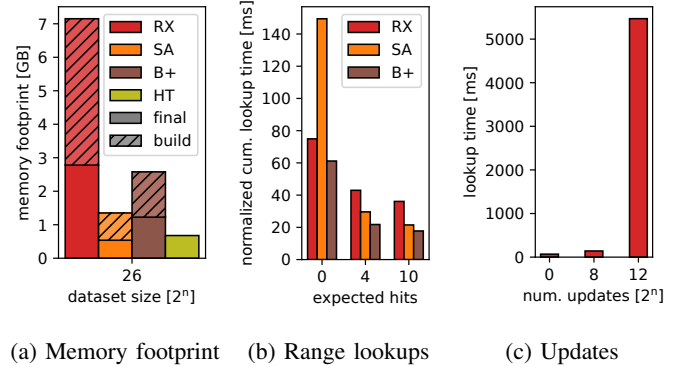 memory footprint [GB]
7
6
5
4
3
2
1
0
RX
SA
B+
HT
final
build
26
dataset size [2ⁿ]
normalized cum. lookup time [ms]
140
120
100
80
60
40
20
0
RX
SA
B+
0 4 10
expected hits
lookup time [ms]
5000
4000
3000
2000
1000
0
0 8 12
num. updates [2ⁿ]
(a) Memory footprint (b) Range lookups (c) Updates